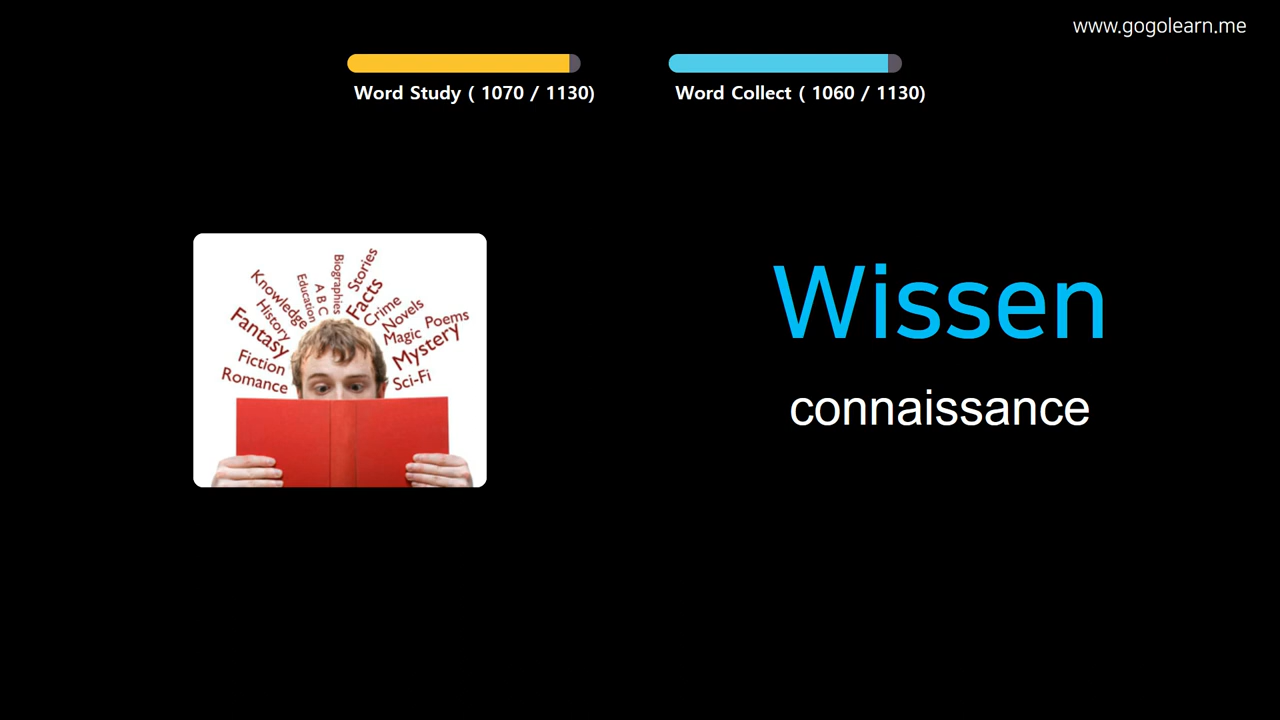 www.gogolearn.me
Word Study ( 1070 / 1130)
Word Collect ( 1060 / 1130)
Wissen
connaissance
Stories
Biographies
Facts
A B C
Education
Knowledge
Crime
History
Novels
Poems
Fantasy
Magic
Mystery
Fiction
Romance
Sci-Fi